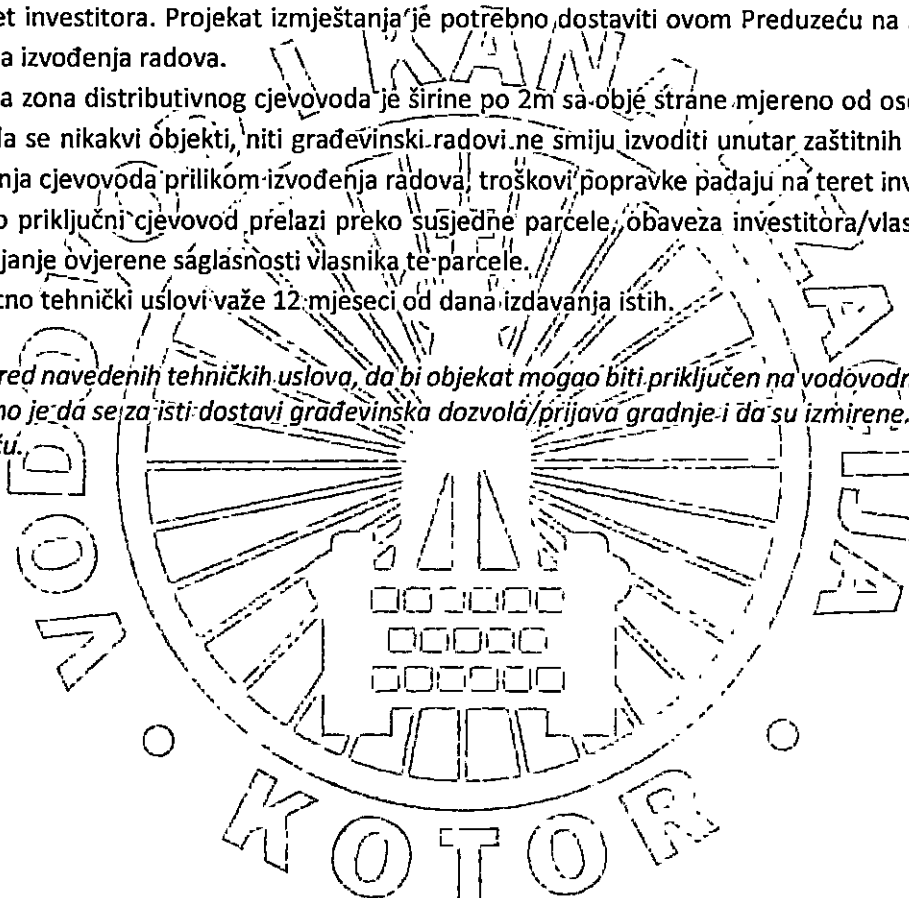 et investitora. Projekat izmještanja je potrebno dostaviti ovom Preduzeću na
a izvođenja radova.
a zona distributivnog cjevovoda je širine po 2m sa obje strane mjereno od ose
da se nikakvi objekti, niti građevinski radovi ne smiju izvoditi unutar zaštitnih
nja cjevovoda prilikom izvođenja radova, troškovi popravke padaju na teret inv
o priključni cjevovod prelazi preko susjedne parcele, obaveza investitora/vlas
janje ovjerene saglasnosti vlasnika te parcele.
no tehnički uslovi važe 12 mjeseci od dana izdavanja istih.
red navedenih tehničkih uslova, da bi objekat mogao biti priključen na vodovodn
no je da se za isti dostavi građevinska dozvola/prijava gradnje i da su izmirene
ću.
VODOVOD I KANALIZACIJA
KOTOR